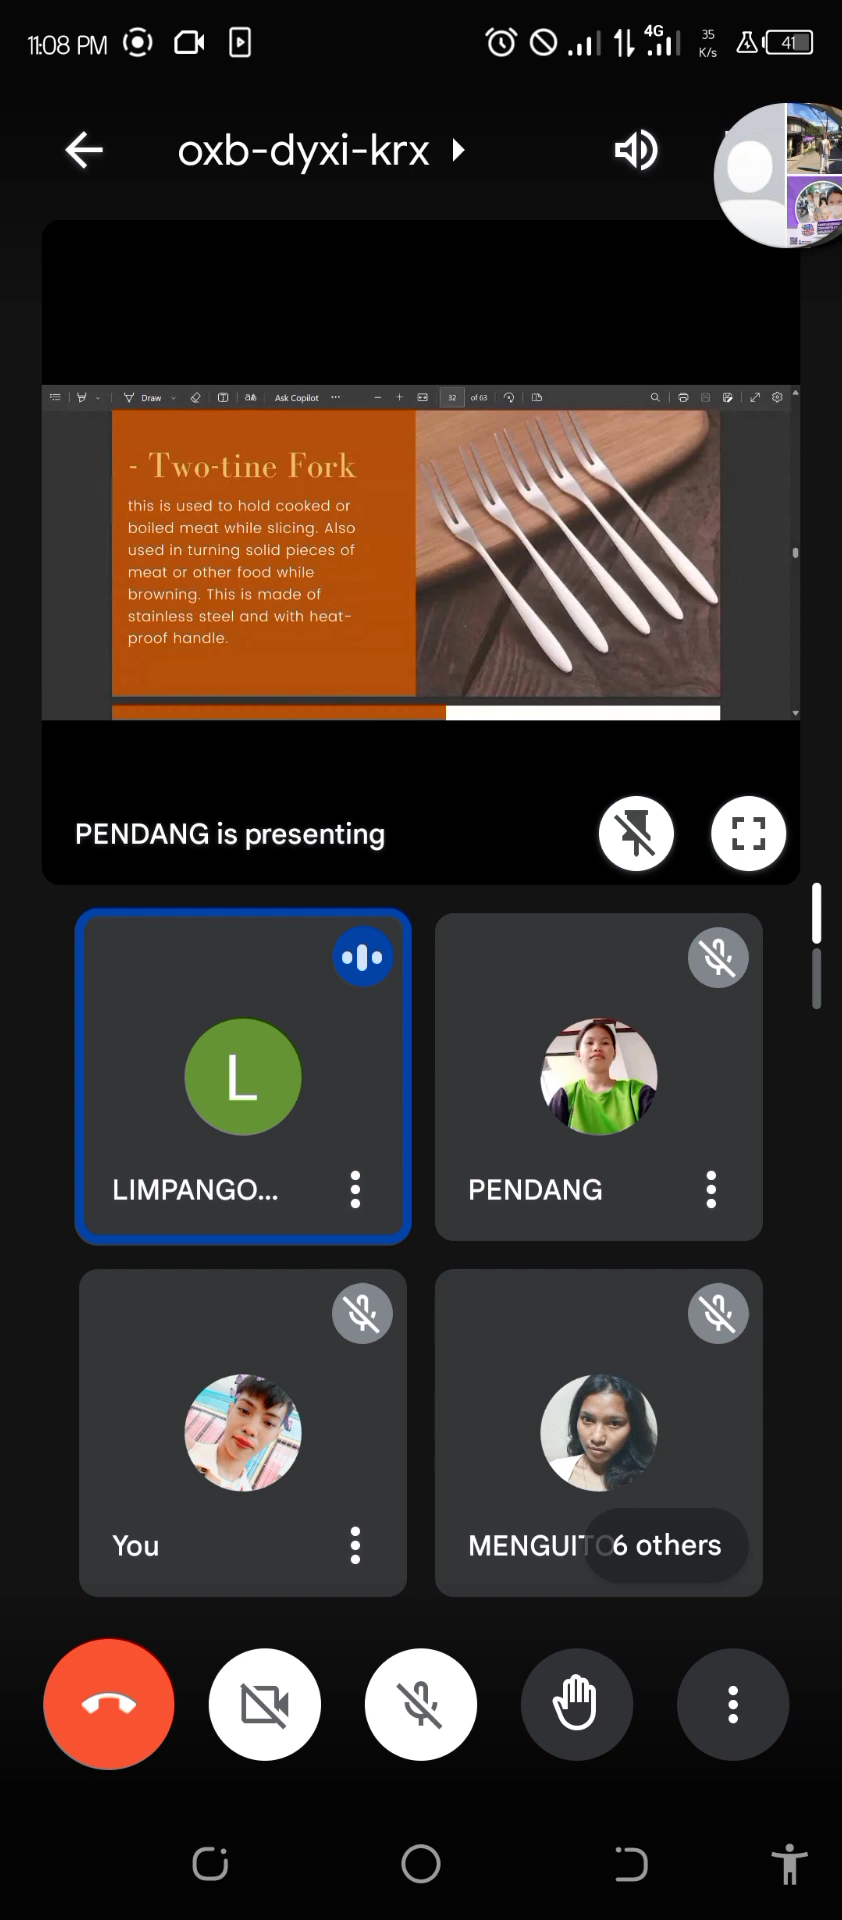 11:08 PM
4G
35
K/s
41
oxb-dyxi-krx
Draw
aあ
Ask Copilot
32
of 63
- Two-tine Fork
this is used to hold cooked or
boiled meat while slicing. Also
used in turning solid pieces of
meat or other food while
browning. This is made of
stainless steel and with heat-
proof handle.
PENDANG is presenting
L
LIMPANGO...
PENDANG
You
MENGUITO
6 others